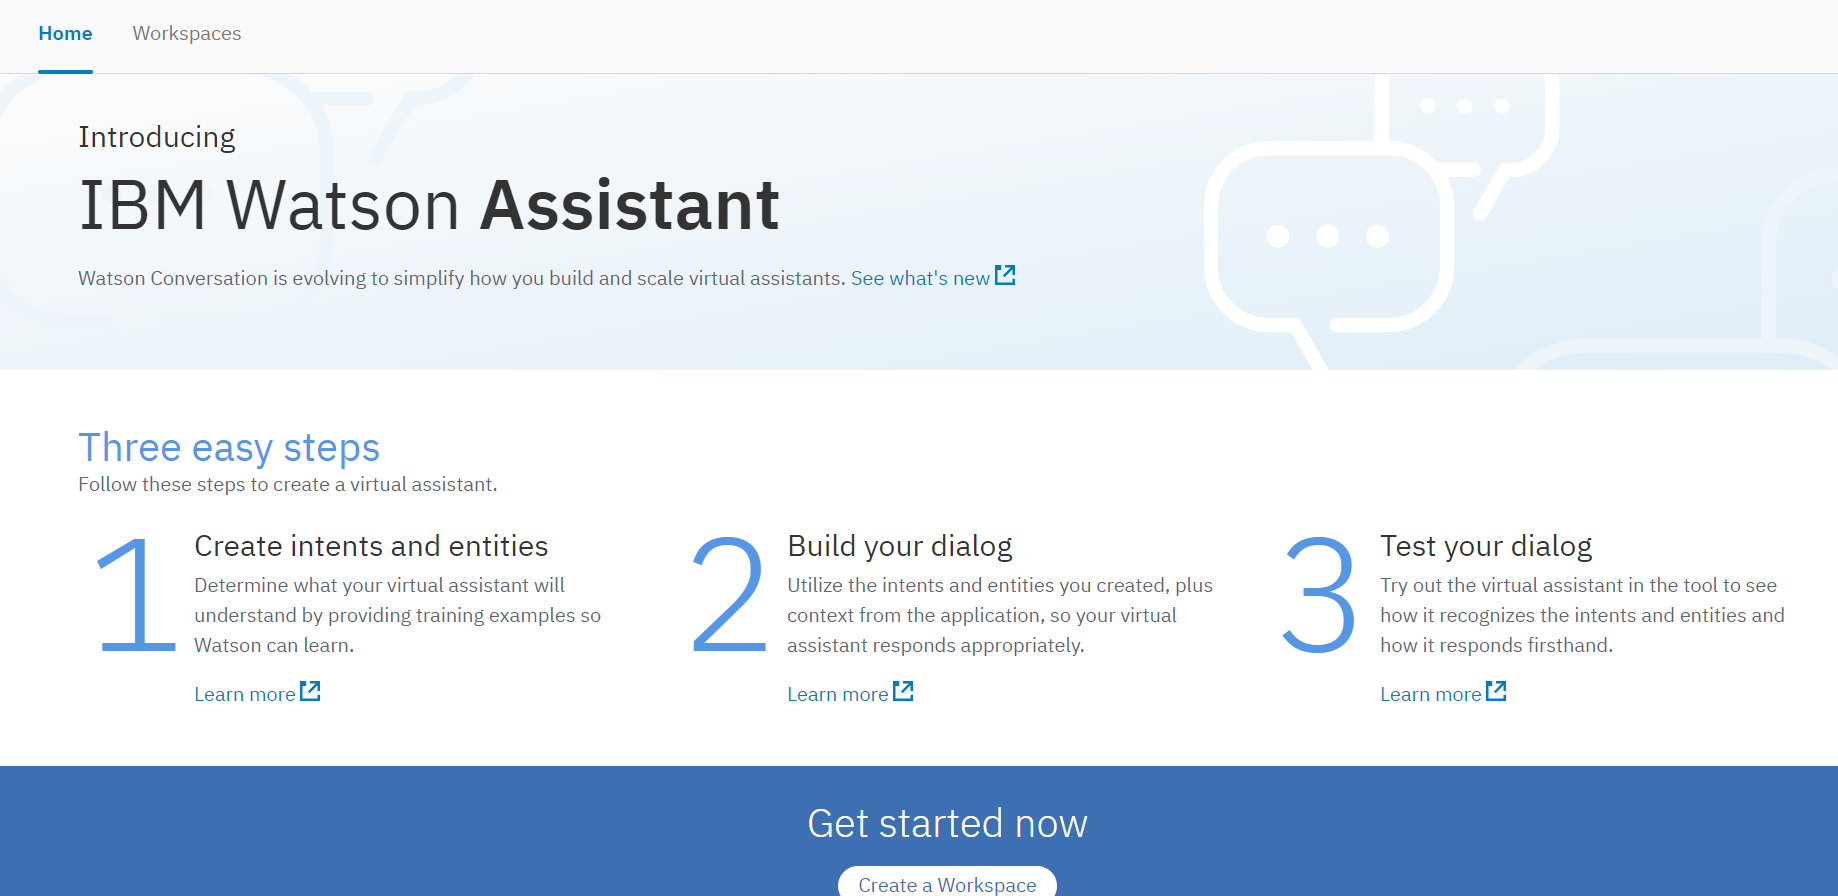 Home
Workspaces
Introducing
IBM Watson Assistant
Watson Conversation is evolving to simplify how you build and scale virtual assistants. See what's new
Three easy steps
Follow these steps to create a virtual assistant.
1
Create intents and entities
Determine what your virtual assistant will
understand by providing training examples so
Watson can learn.
Learn more
2
Build your dialog
Utilize the intents and entities you created, plus
context from the application, so your virtual
assistant responds appropriately.
Learn more
3
Test your dialog
Try out the virtual assistant in the tool to see
how it recognizes the intents and entities and
how it responds firsthand.
Learn more
Get started now
Create a Workspace